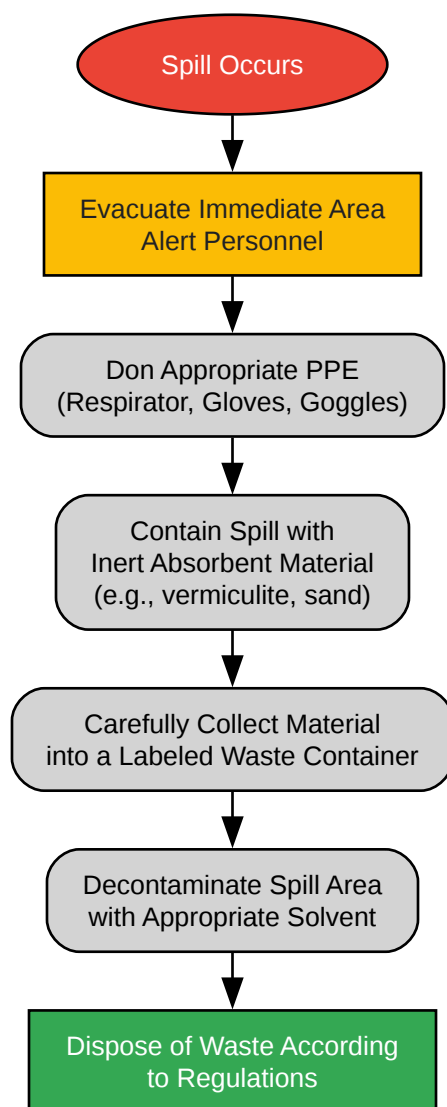 Spill Occurs
Evacuate Immediate Area
Alert Personnel
Don Appropriate PPE
(Respirator, Gloves, Goggles)
Contain Spill with
Inert Absorbent Material
(e.g., vermiculite, sand)
Carefully Collect Material
into a Labeled Waste Container
Decontaminate Spill Area
with Appropriate Solvent
Dispose of Waste According
to Regulations